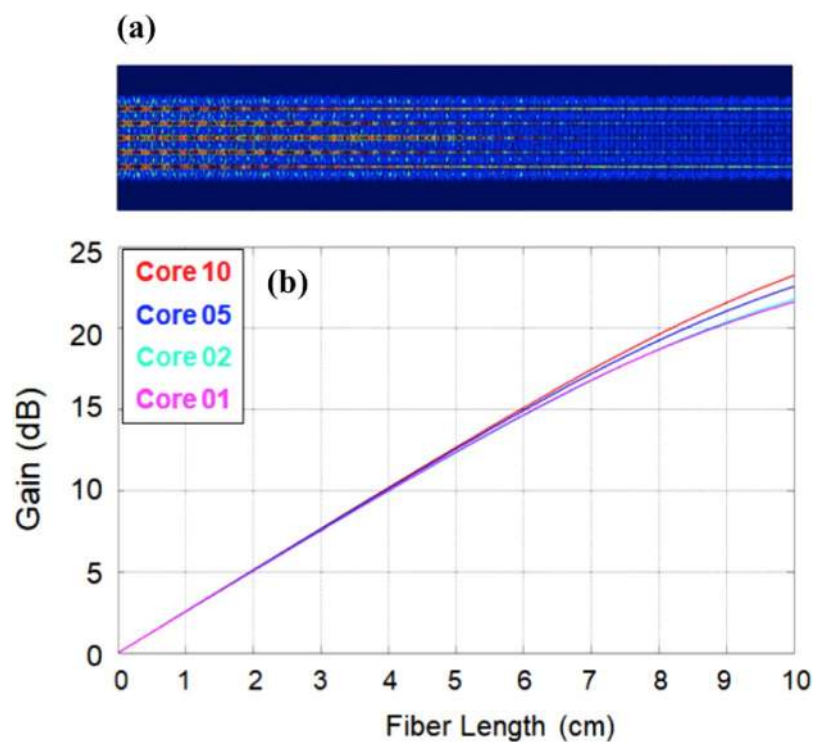 (a)
25
20
15
10
5
0
Gain (dB)
Core 10
Core 05
Core 02
Core 01
(b)
0 1 2 3 4 5 6 7 8 9 10
Fiber Length (cm)